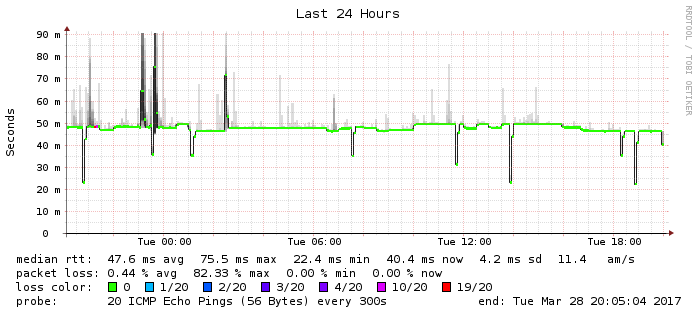 Last 24 Hours
RRDTOOL / TOBI OETIKER
Seconds
90 m
80 m
70 m
60 m
50 m
40 m
30 m
20 m
10 m
0
Tue 00:00 Tue 06:00 Tue 12:00 Tue 18:00
median rtt: 47.6 ms avg 75.5 ms max 22.4 ms min 40.4 ms now 4.2 ms sd 11.4 am/s
packet loss: 0.44 % avg 82.33 % max 0.00 % min 0.00 % now
loss color: 0 1/20 2/20 3/20 4/20 10/20 19/20
probe: 20 ICMP Echo Pings (56 Bytes) every 300s end: Tue Mar 28 20:05:04 2017